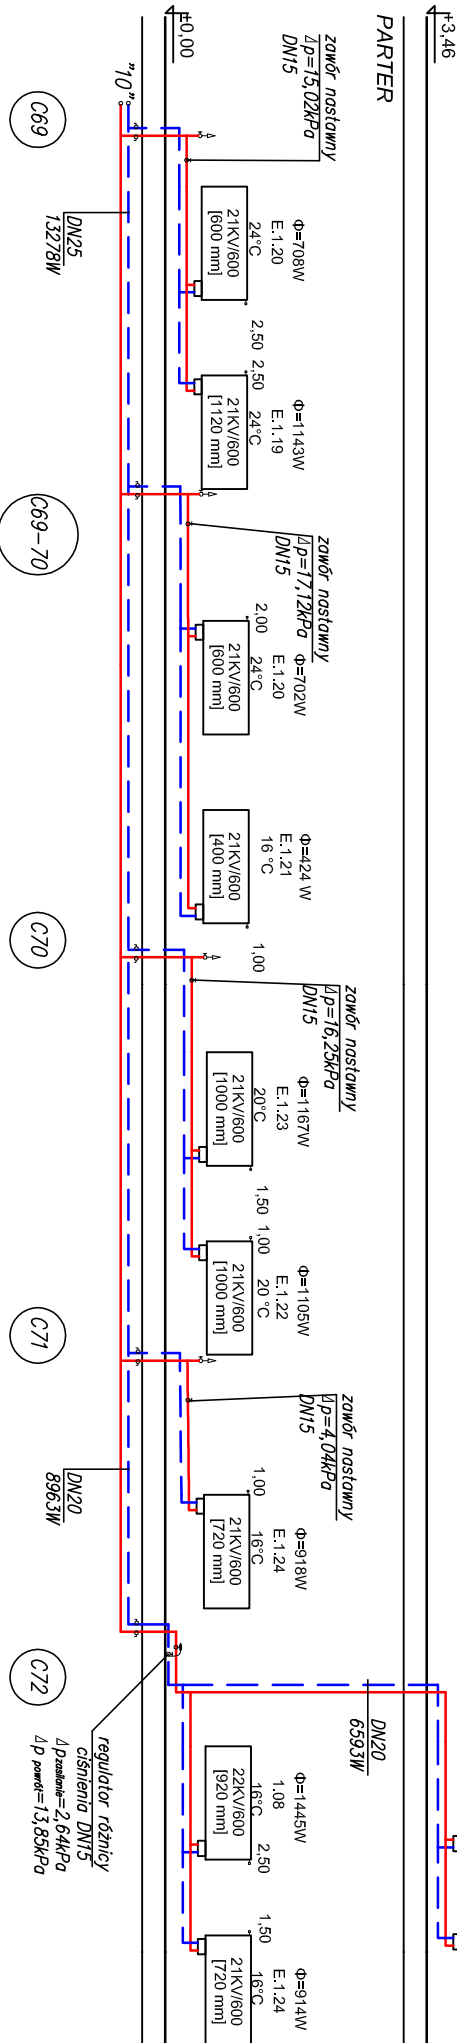 +3,46
PARTER
±0,00
"10"
C69
zawór nastawny
Δp=15,02kPa
DN15
DN25
13278W
Φ=708W
E.1.20
24°C
21KV/600
[600 mm]
2,50
2,50
Φ=1143W
E.1.19
24°C
21KV/600
[1120 mm]
C69-70
zawór nastawny
Δp=17,12kPa
DN15
2,00
Φ=702W
E.1.20
24°C
21KV/600
[600 mm]
Φ=424 W
E.1.21
16 °C
21KV/600
[400 mm]
1,00
C70
zawór nastawny
Δp=16,25kPa
DN15
Φ=1167W
E.1.23
20°C
21KV/600
[1000 mm]
1,50
1,00
Φ=1105W
E.1.22
20 °C
21KV/600
[1000 mm]
C71
zawór nastawny
Δp=4,04kPa
DN15
1,00
Φ=918W
E.1.24
16°C
21KV/600
[720 mm]
DN20
8963W
C72
regulator różnicy
ciśnienia DN15
Δp zasilanie=2,64kPa
Δp powrót=13,85kPa
DN20
6593W
Φ=1445W
1.08
16°C
22KV/600
[920 mm]
2,50
1,50
Φ=914W
E.1.24
16°C
21KV/600
[720 mm]